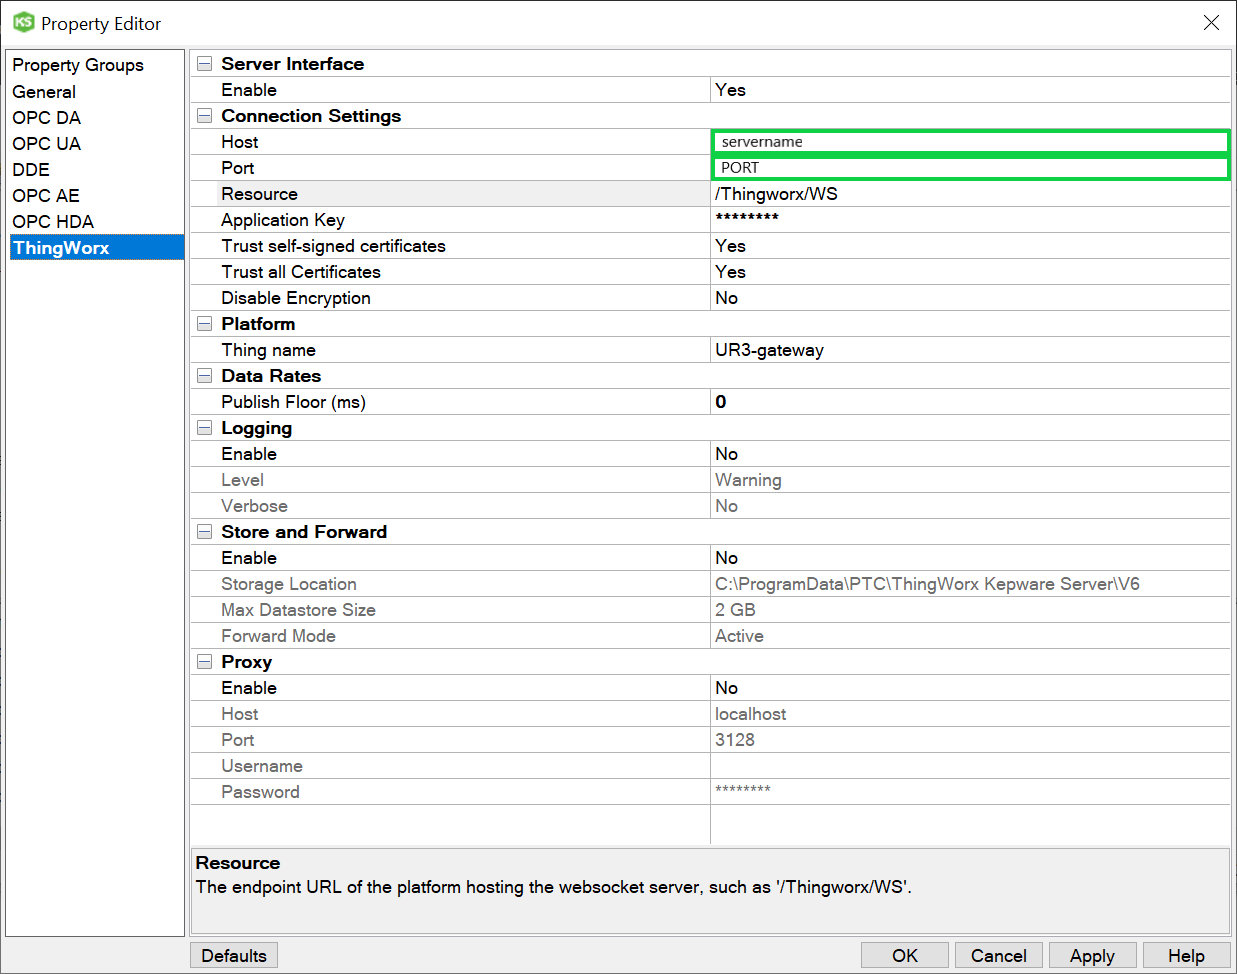 KS Property Editor
Property Groups
General
OPC DA
OPC UA
DDE
OPC AE
OPC HDA
ThingWorx
Server Interface
Enable Yes
Connection Settings
Host servername
Port PORT
Resource /Thingworx/WS
Application Key ********
Trust self-signed certificates Yes
Trust all Certificates Yes
Disable Encryption No
Platform
Thing name UR3-gateway
Data Rates
Publish Floor (ms) 0
Logging
Enable No
Level Warning
Verbose No
Store and Forward
Enable No
Storage Location C:\ProgramData\PTC\ThingWorx Kepware Server\V6
Max Datastore Size 2 GB
Forward Mode Active
Proxy
Enable No
Host localhost
Port 3128
Username
Password ********
Resource
The endpoint URL of the platform hosting the websocket server, such as '/Thingworx/WS'.
Defaults OK Cancel Apply Help